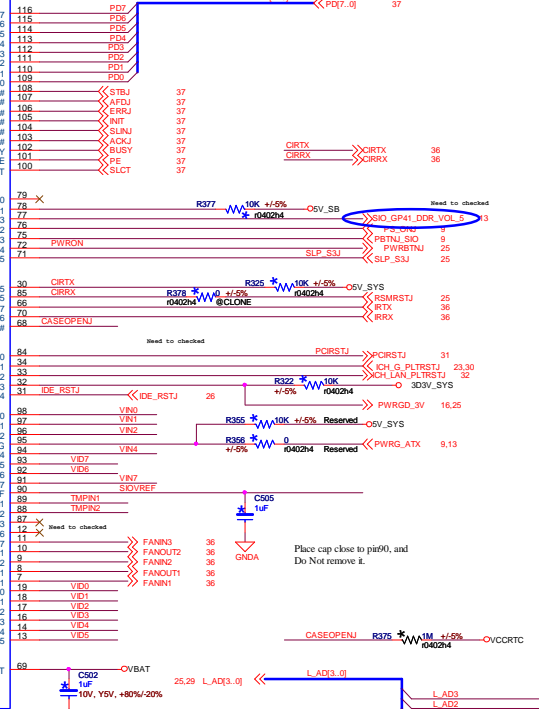 116 PD7 PD[7..0] 37
115 PD6
114 PD5
113 PD4
112 PD3
111 PD2
110 PD1
109 PD0
108 STBJ 37
107 AFDJ 37
106 ERRJ 37
105 INIT 37
104 SLINJ 37
103 ACKJ 37
102 BUSY 37 CIRTX CIRTX 36
101 PE 37 CIRRX CIRRX 36
100 SLCT 37
79
78 R377 10K +/-5% 5V_SB Need to checked
77 r0402h4 SIO_GP41_DDR_VOL_5 13
76 PS_ONJ 9
75 PBTNJ_SIO 9
72 PWRON PWRBTNJ 25
71 SLP_S3J SLP_S3J 25
30 CIRTX R325 10K +/-5% 5V_SYS
85 CIRRX R378 0 +/-5% r0402h4 RSMRSTJ 25
66 r0402h4 @CLONE IRTX 36
70 IRRX 36
68 CASEOPENJ
Need to checked
84 PCIRSTJ PCIRSTJ 31
34 ICH_G_PLTRSTJ 23,30
33 ICH_LAN_PLTRSTJ 32
32 R322 10K 3D3V_SYS
31 IDE_RSTJ IDE_RSTJ 26 r0402h4
PWRGD_3V 16,25
98 VIN0
97 VIN1 R355 10K +/-5% Reserved 5V_SYS
96 VIN2 r0402h4
95 R356 0 PWRG_ATX 9,13
94 VIN4 +/-5% r0402h4 Reserved
93 VID7
92 VID6
91 VIN7
90 SIOVREF
89 TMPIN1 C505
88 TMPIN2 1uF
87
12 Need to checked
11 FANIN3 36
10 FANOUT2 36
9 FANIN2 36
8 FANOUT1 36
7 FANIN1 36
GNDA
Place cap close to pin90, and
Do Not remove it.
19 VID0
18 VID1
17 VID2
16 VID3
14 VID4
13 VID5
CASEOPENJ R375 1M +/-5% VCCRTC
r0402h4
69 VBAT
C502
1uF
10V, Y5V, +80%/-20%
25,29 L_AD[3..0] L_AD[3..0]
L_AD3
L_AD2